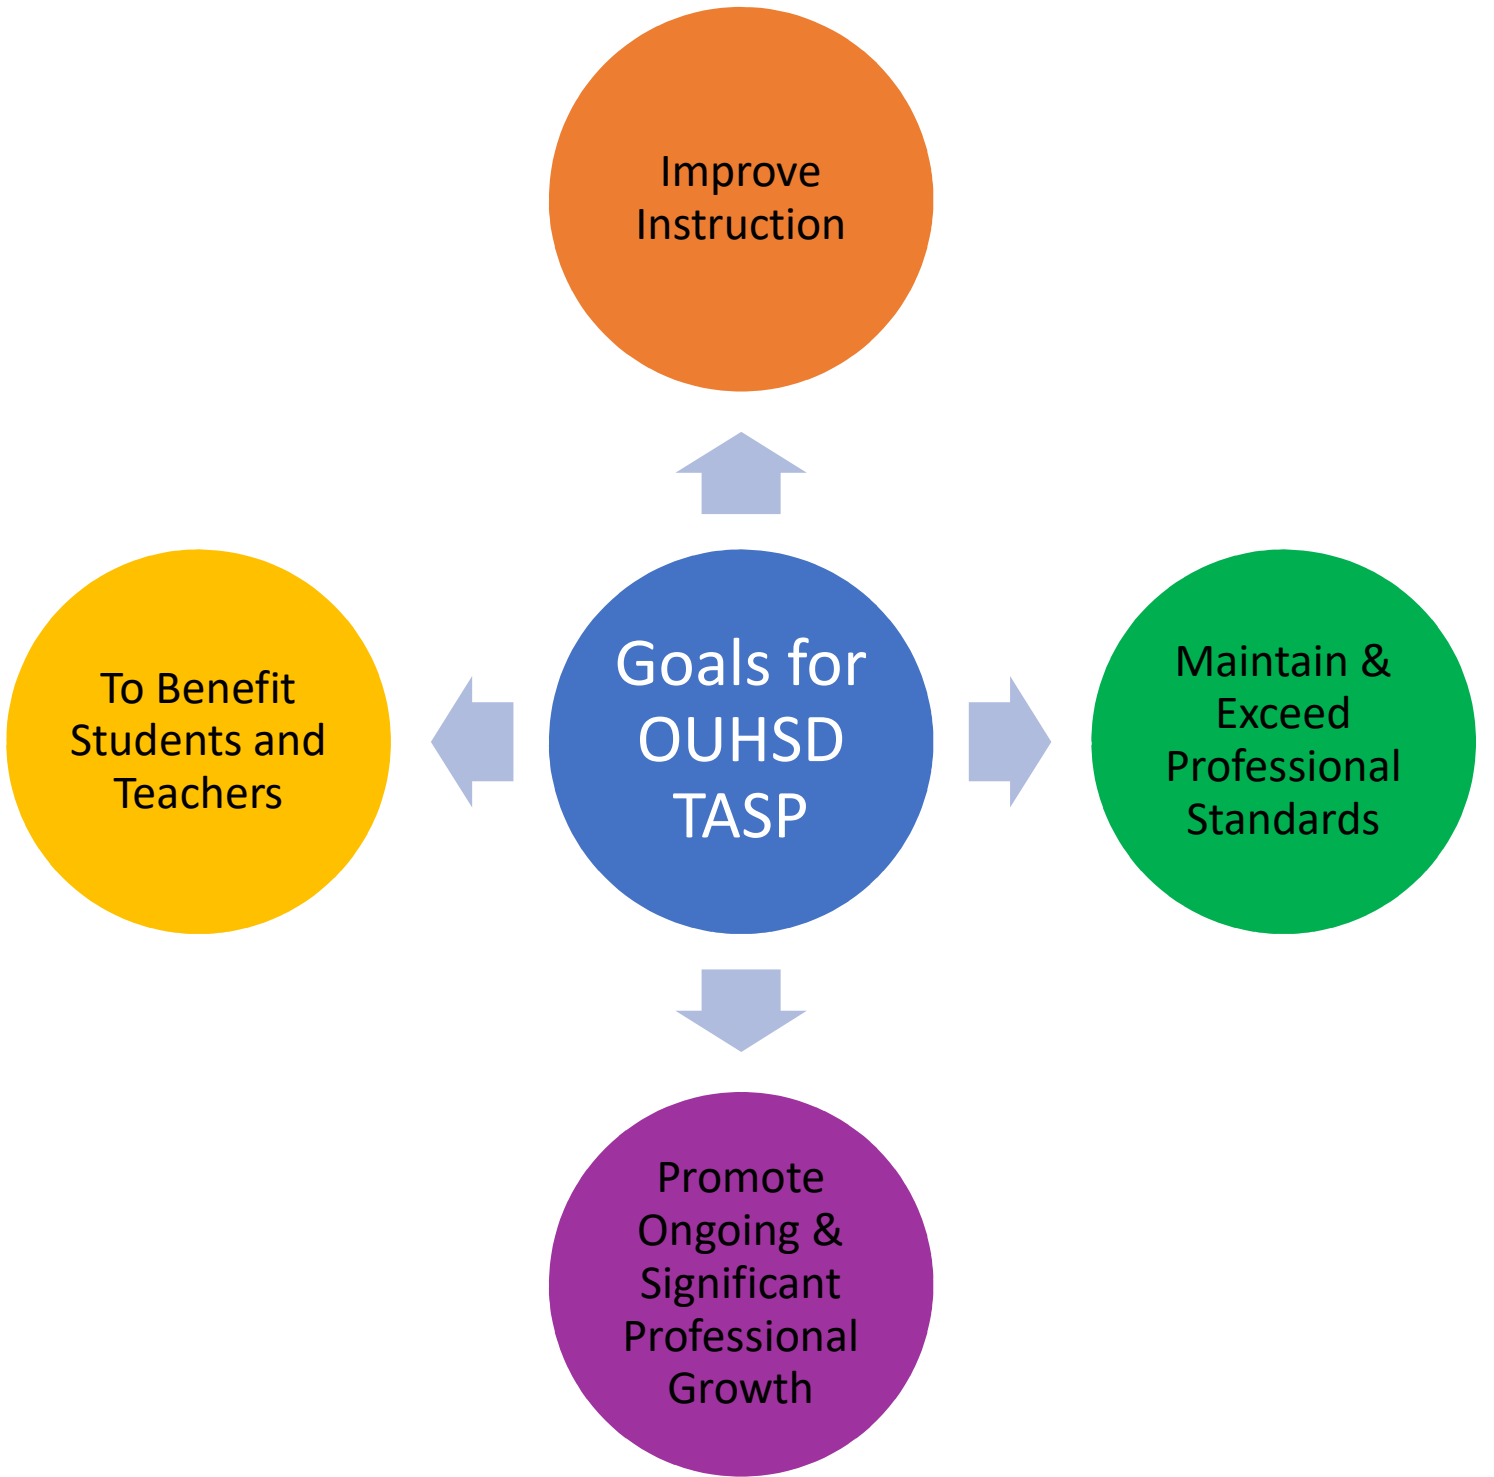 Improve
Instruction
To Benefit
Students and
Teachers
Goals for
OUHSD
TASP
Maintain &
Exceed
Professional
Standards
Promote
Ongoing &
Significant
Professional
Growth